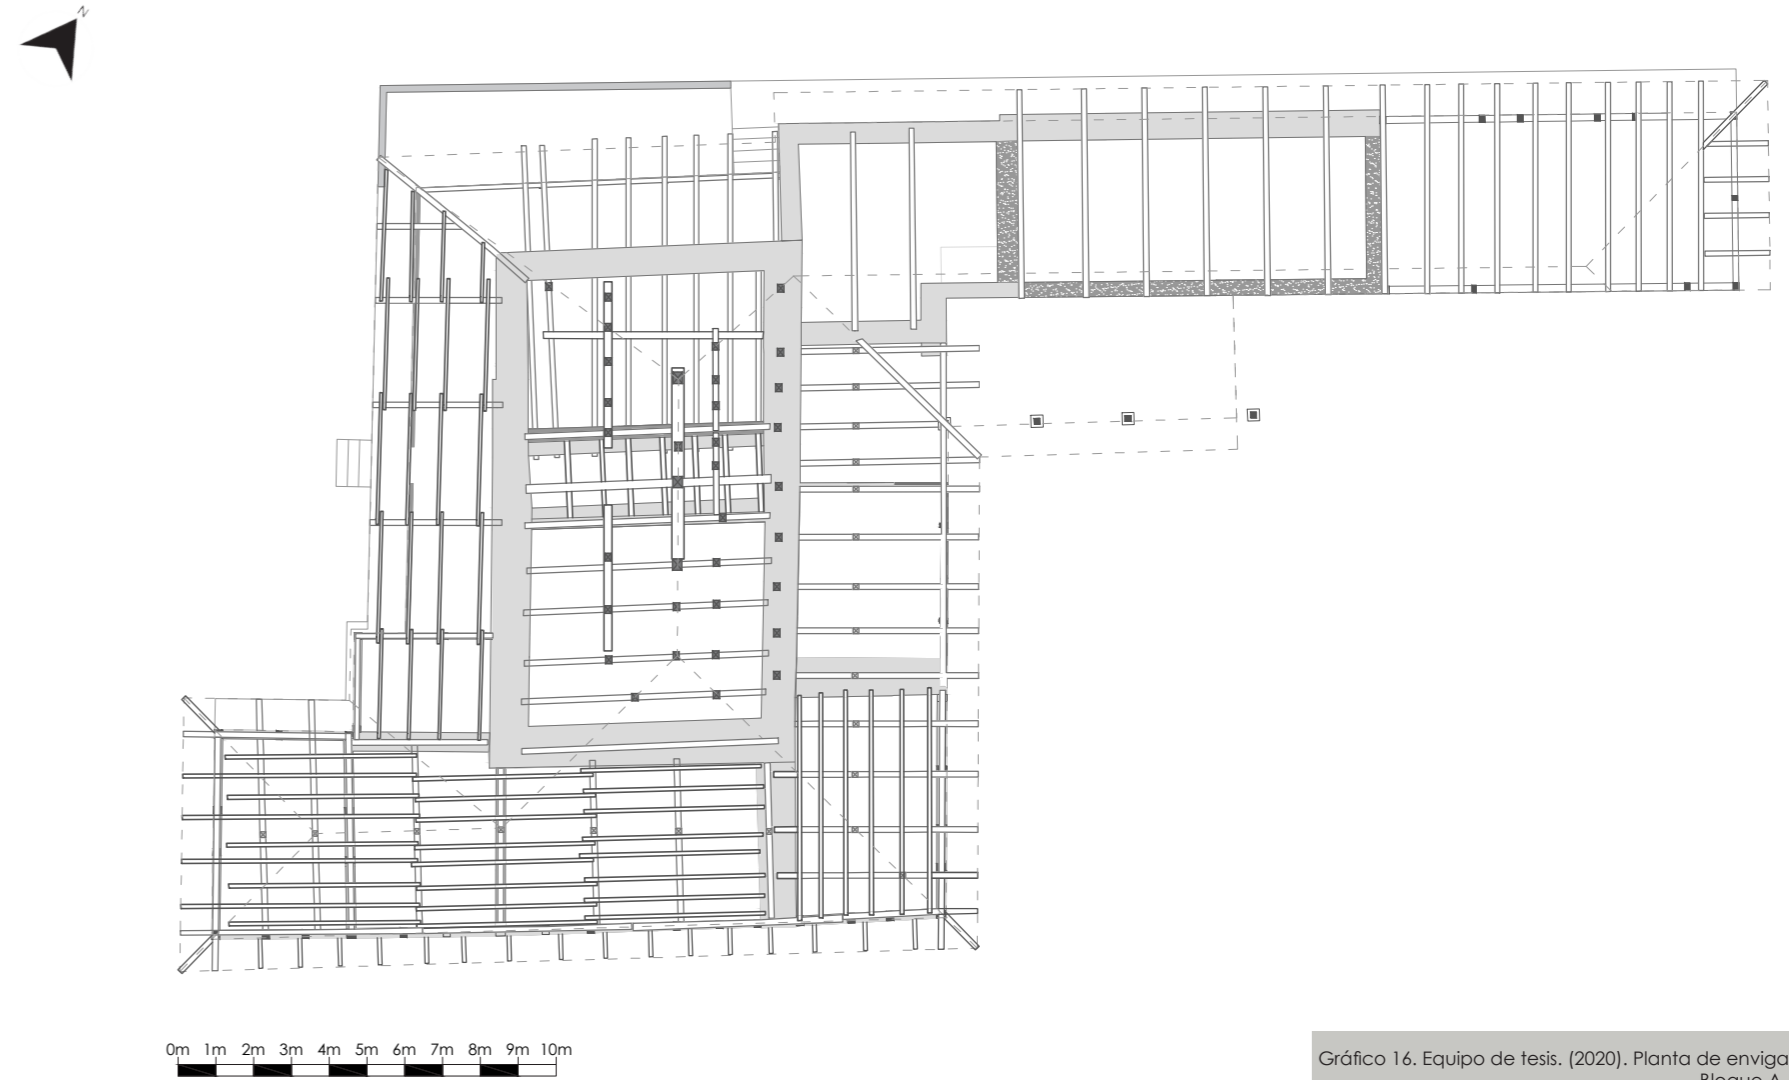 N
0m 1m 2m 3m 4m 5m 6m 7m 8m 9m 10m
Gráfico 16. Equipo de tesis. (2020). Planta de enviga
Bloque A